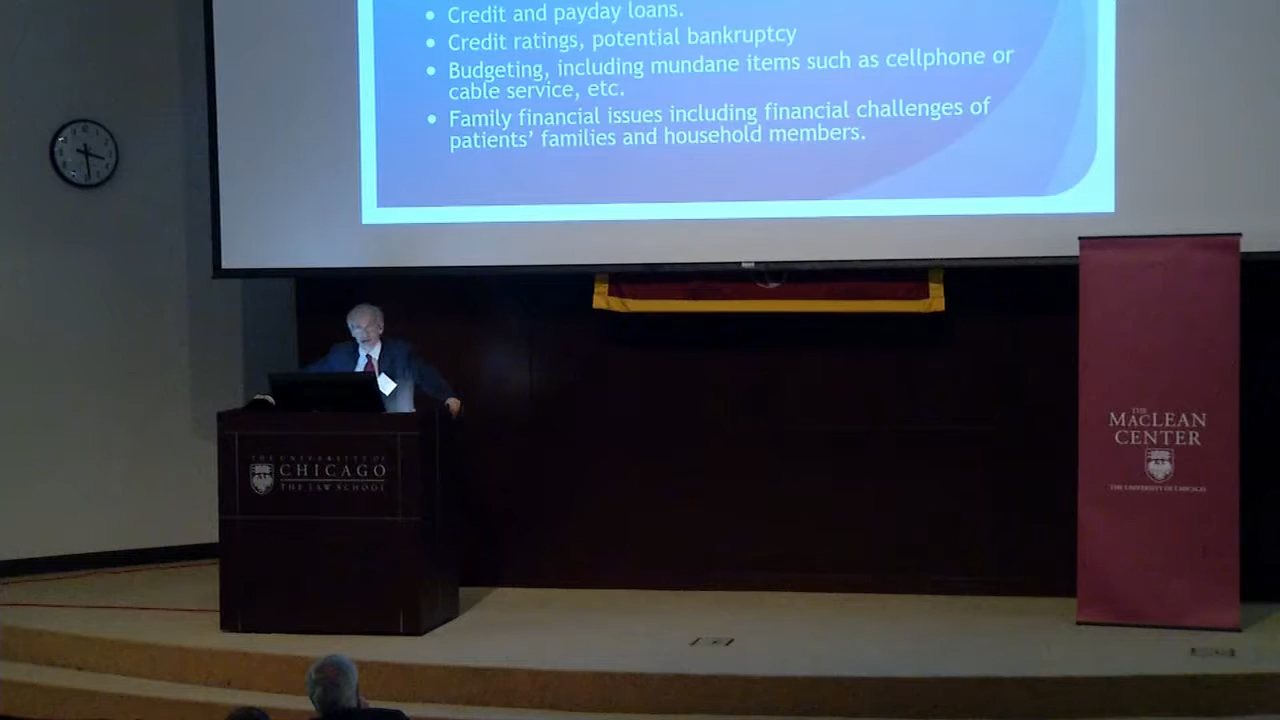 • Credit and payday loans.
• Credit ratings, potential bankruptcy
• Budgeting, including mundane items such as cellphone or
cable service, etc.
• Family financial issues including financial challenges of
patients’ families and household members.
THE UNIVERSITY OF
CHICAGO
THE LAW SCHOOL
THE
MACLEAN
CENTER
THE UNIVERSITY OF CHICAGO